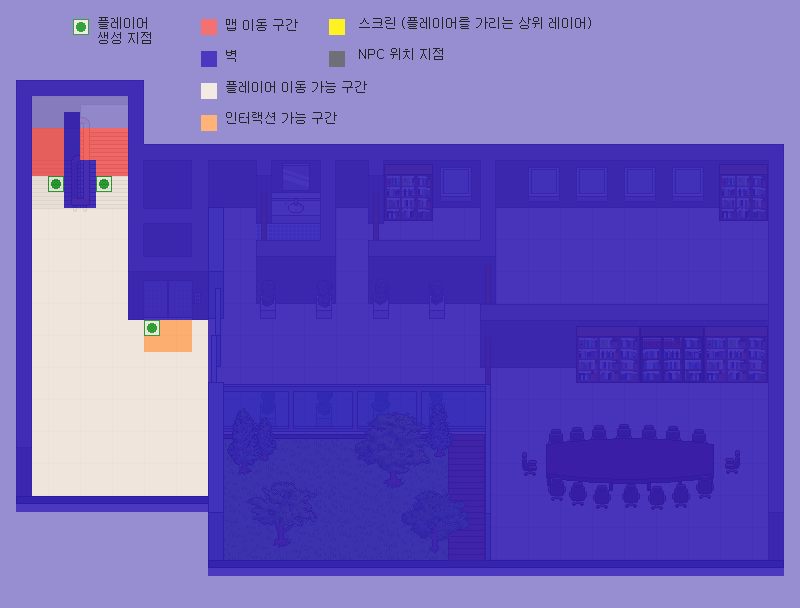 플레이어
생성 지점
맵 이동 구간
스크린 (플레이어를 가리는 상위 레이어)
벽
NPC 위치 지점
플레이어 이동 가능 구간
인터랙션 가능 구간